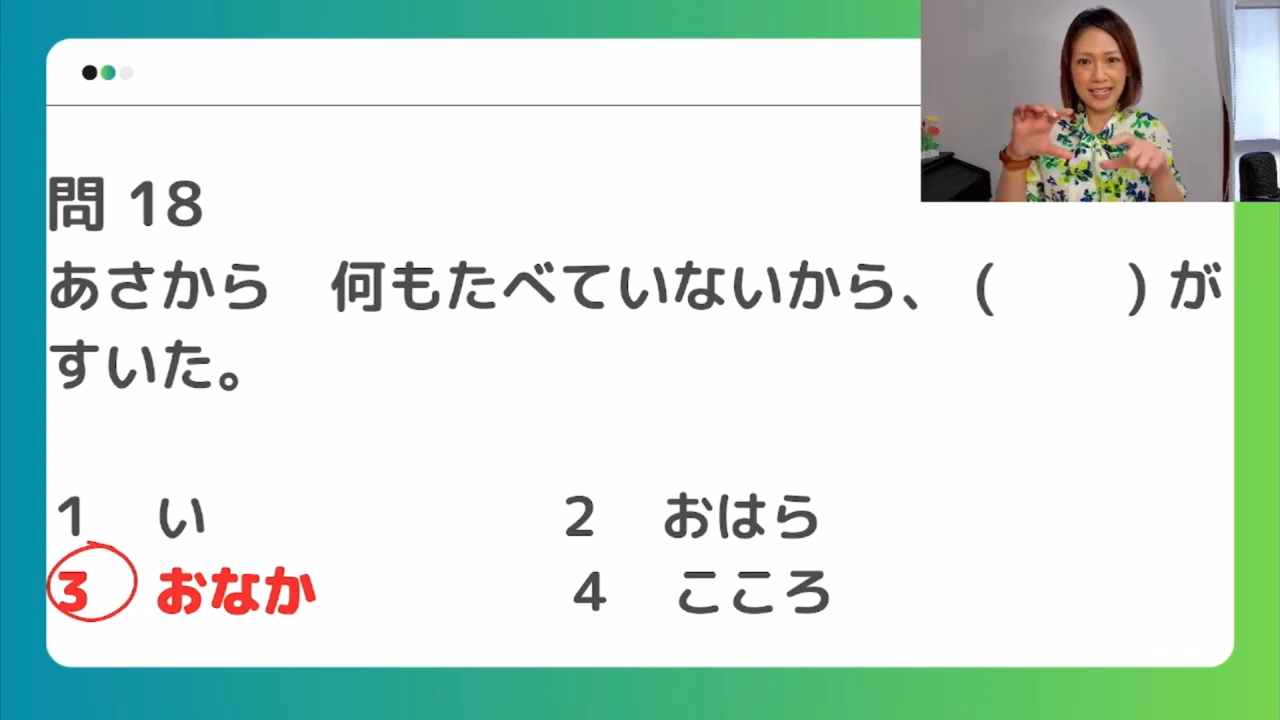 問 18
あさから　何もたべていないから、(　　　)が
すいた。
1　い　　　2　おはら
3　おなか　　　4　こころ